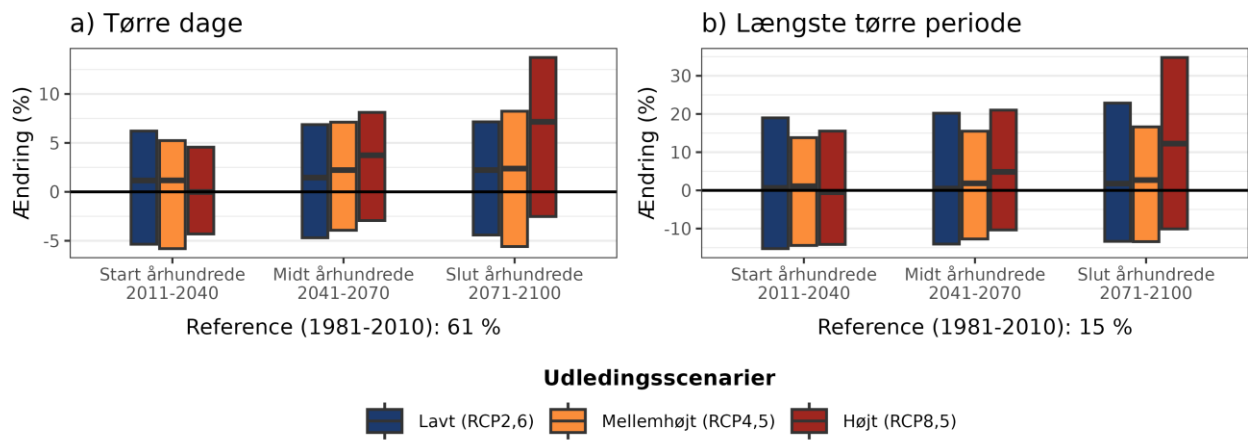 a) Tørre dage
Ændring (%)
10
5
0
-5
Start århundrede
2011-2040
Midt århundrede
2041-2070
Slut århundrede
2071-2100
Reference (1981-2010): 61 %
b) Længste tørre periode
Ændring (%)
30
20
10
0
-10
Start århundrede
2011-2040
Midt århundrede
2041-2070
Slut århundrede
2071-2100
Reference (1981-2010): 15 %
Udledingsscenarier
Lavt (RCP2,6)
Mellemhøjt (RCP4,5)
Højt (RCP8,5)